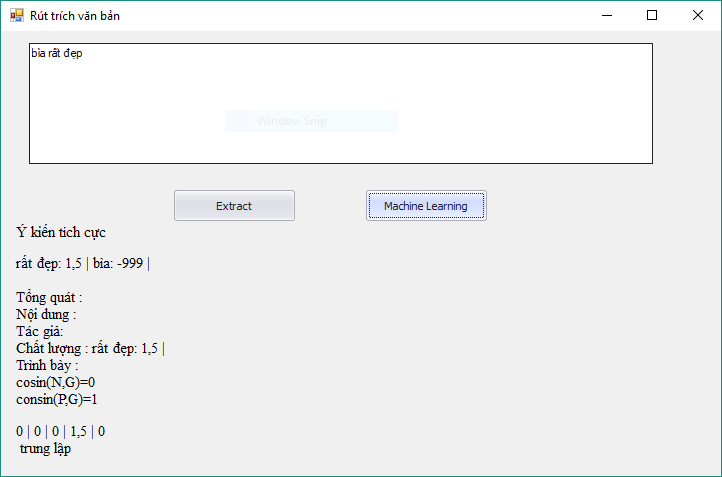 Rút trích văn bản
bìa rất đẹp
Window Snip
Extract
Machine Learning
Ý kiến tích cực
rất đẹp: 1,5 | bìa: -999 |
Tổng quát :
Nội dung :
Tác giả:
Chất lượng : rất đẹp: 1,5 |
Trình bày :
cosin(N,G)=0
consin(P,G)=1
0 | 0 | 0 | 1,5 | 0
trung lập